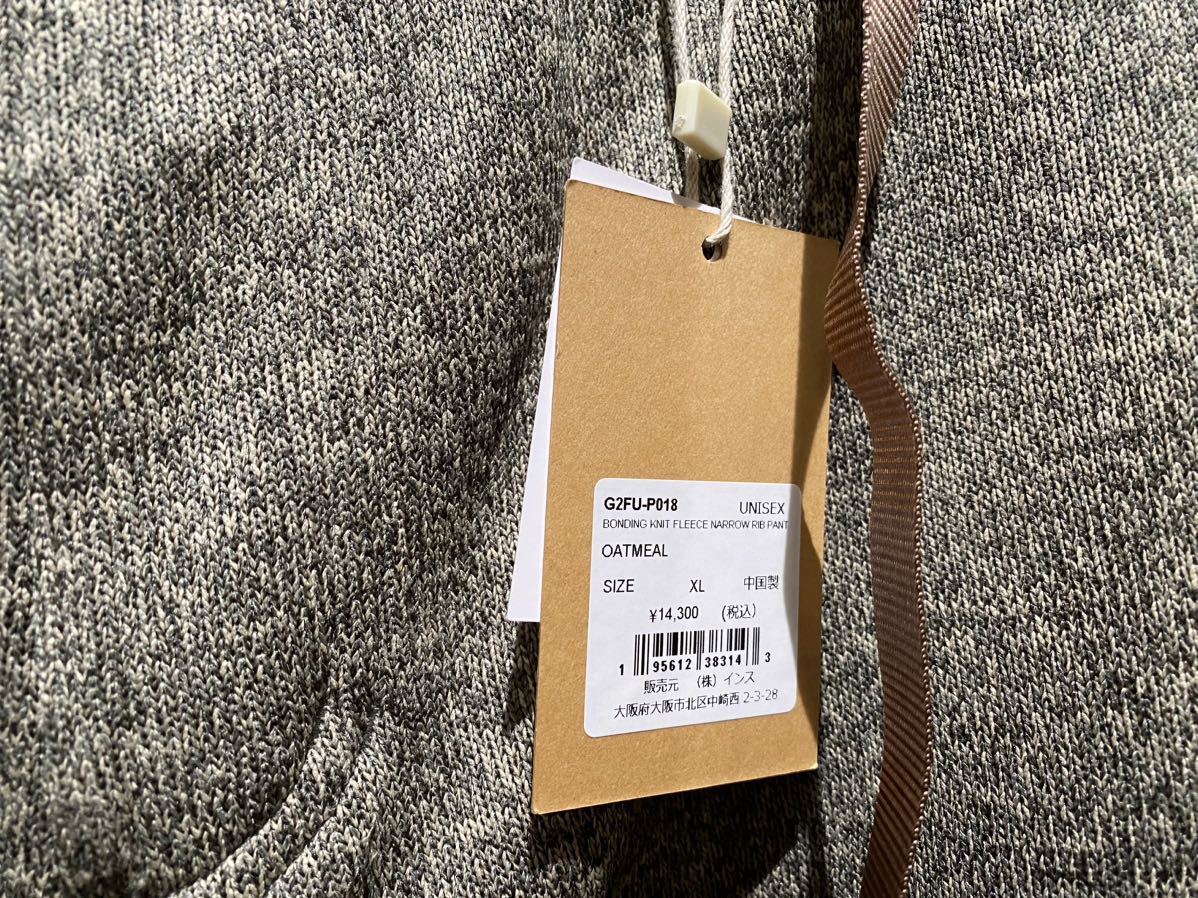 G2FU-P018 UNISEX
BONDING KNIT FLEECE NARROW RIB PANT
OATMEAL
SIZE XL 中国製
¥14,300 (税込)
1 95612 38314 3
販売元 (株) インス
大阪府大阪市北区中崎西 2-3-28